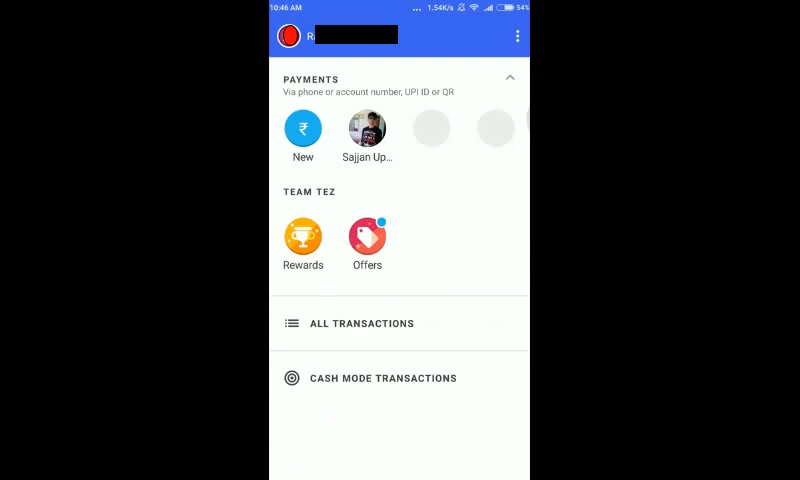 10:46 AM
... 1.54K/s 54%
PAYMENTS
Via phone or account number, UPI ID or QR
₹
New
Sajjan Up...
TEAM TEZ
Rewards
Offers
ALL TRANSACTIONS
CASH MODE TRANSACTIONS